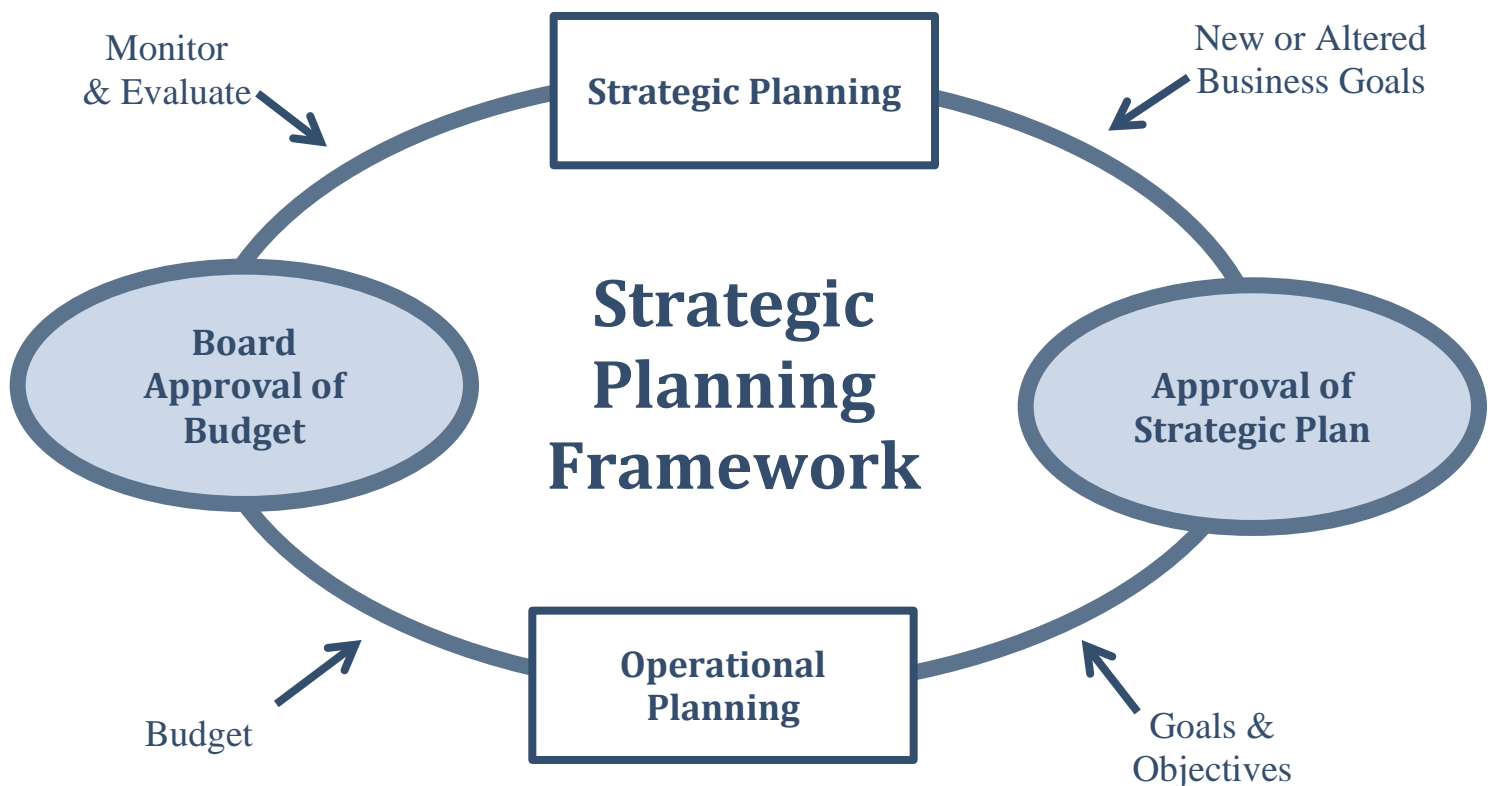 Monitor
& Evaluate
Strategic Planning
New or Altered
Business Goals
Board
Approval of
Budget
Strategic
Planning
Framework
Approval of
Strategic Plan
Operational
Planning
Budget
Goals &
Objectives